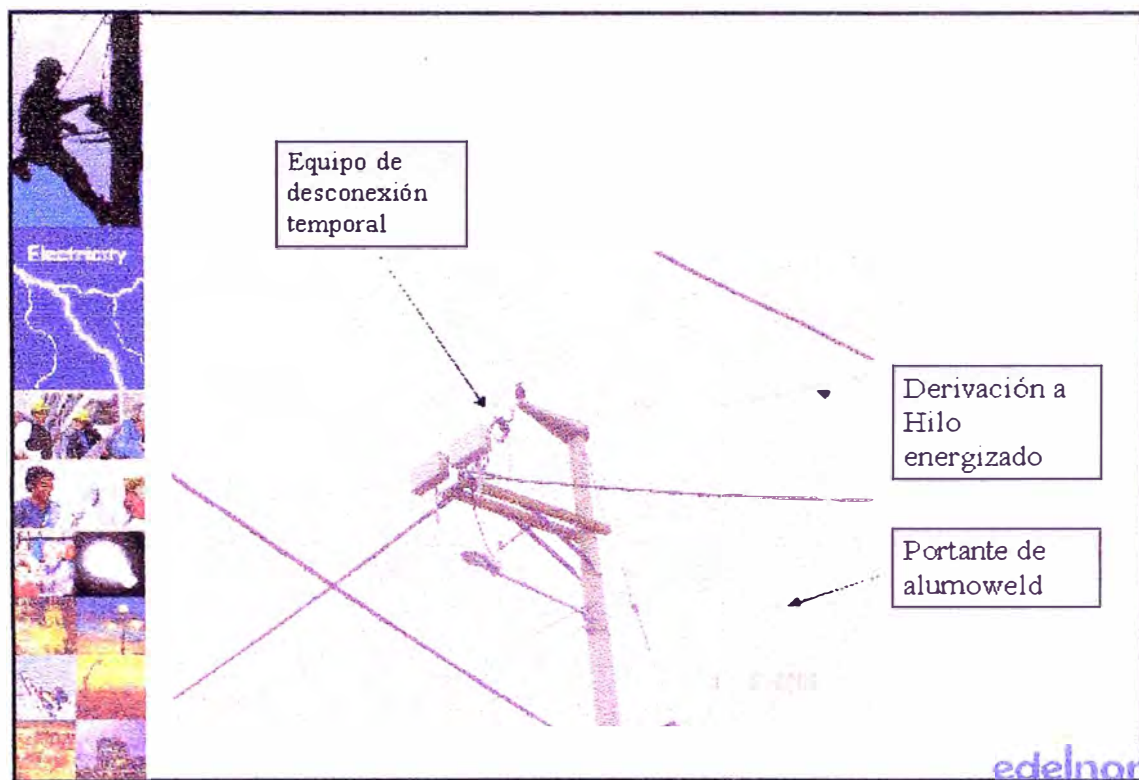 Electricity
Equipo de
desconexión
temporal
Derivación a
Hilo
energizado
Portante de
alumoweld
edelnor